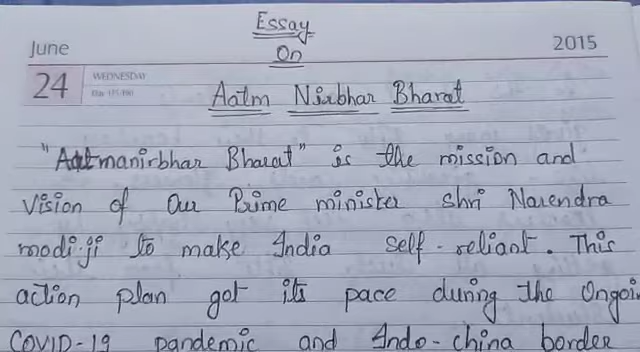 Essay
On
June 2015
24 WEDNESDAY
Aatm Nirbhar Bharat
"Aatmanirbhar Bharat" is the mission and
vision of Our Prime minister shri Narendra
modi.ji to make India self-reliant. This
action plan got its pace during the Ongoin
COVID-19 pandemic and Indo-china border